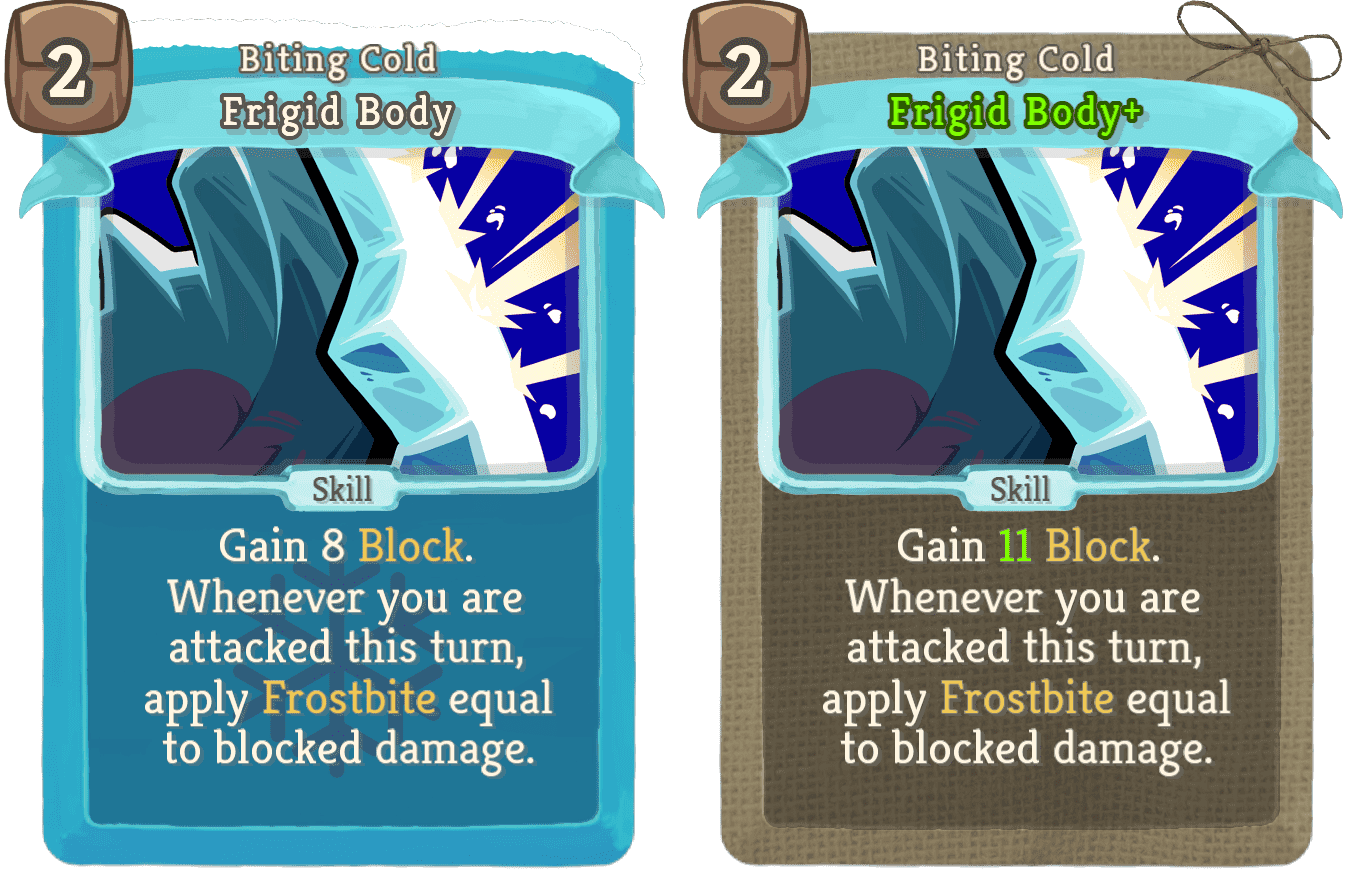 2
Biting Cold
Frigid Body
Skill
Gain 8 Block.
Whenever you are
attacked this turn,
apply Frostbite equal
to blocked damage.
2
Biting Cold
Frigid Body+
Skill
Gain 11 Block.
Whenever you are
attacked this turn,
apply Frostbite equal
to blocked damage.